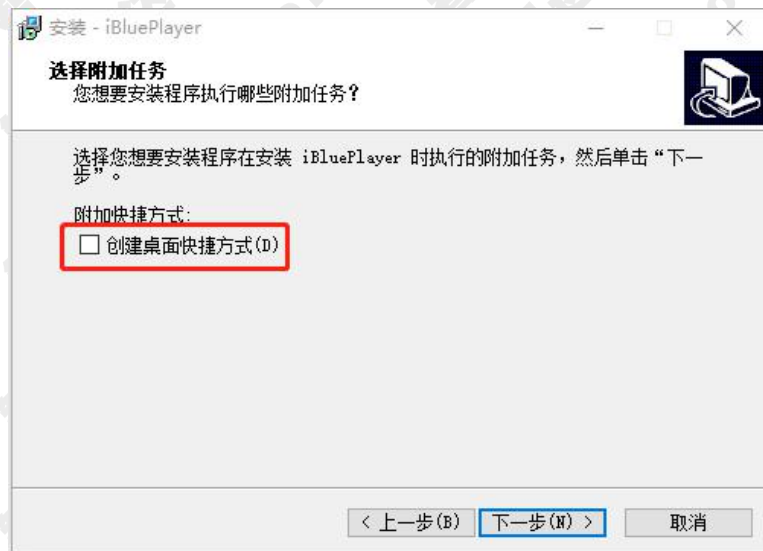 安装 - iBluePlayer
选择附加任务
您想要安装程序执行哪些附加任务?
选择您想要安装程序在安装 iBluePlayer 时执行的附加任务，然后单击“下一
步”。
附加快捷方式:
创建桌面快捷方式(D)
< 上一步(B)
下一步(N) >
取消